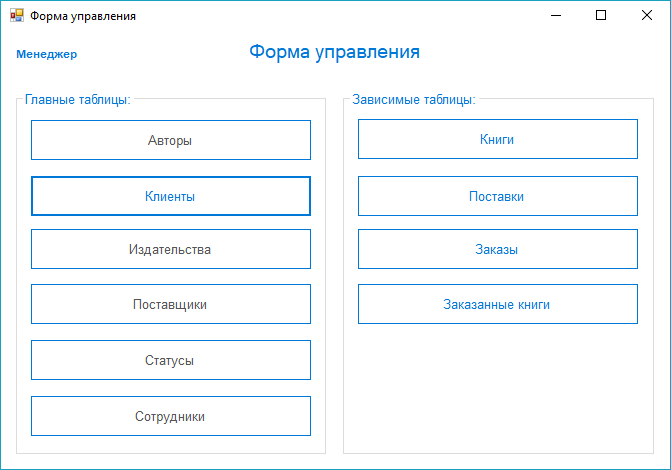 Форма управления
Менеджер
Форма управления
Главные таблицы:
Авторы
Клиенты
Издательства
Поставщики
Статусы
Сотрудники
Зависимые таблицы:
Книги
Поставки
Заказы
Заказанные книги